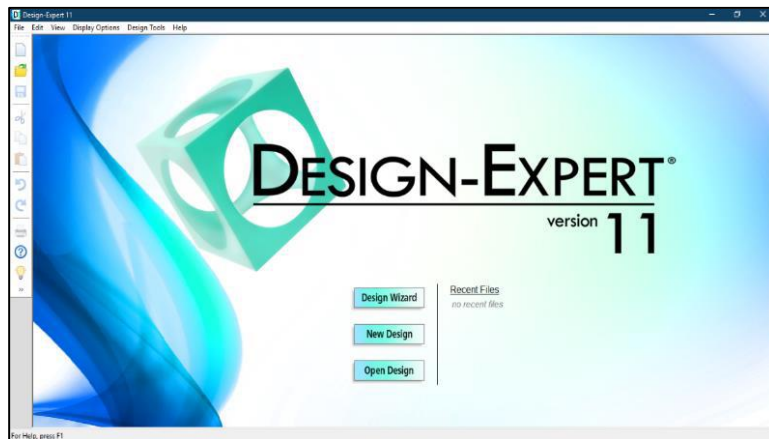 Design-Expert 11
File Edit View Display Options Design Tools Help
DESIGN-EXPERT®
version 11
Design Wizard
New Design
Open Design
Recent Files
no recent files
For Help, press F1